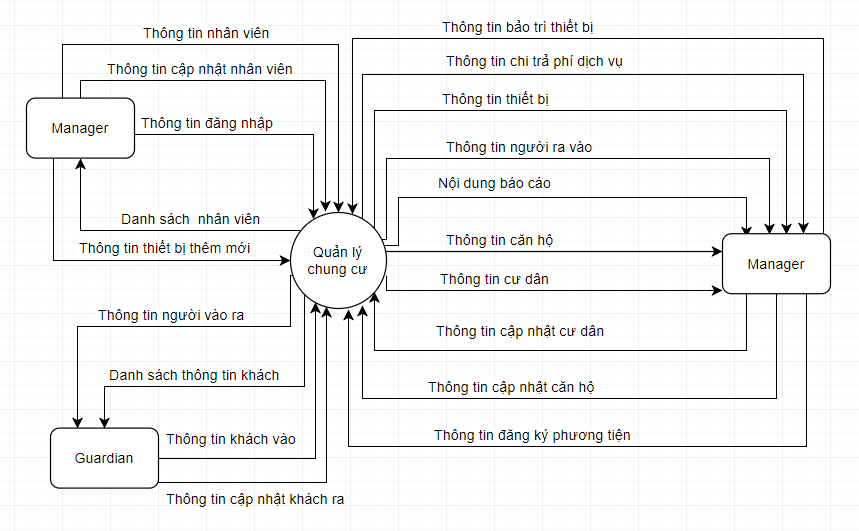 Thông tin nhân viên
Thông tin cập nhật nhân viên
Manager
Thông tin đăng nhập
Danh sách nhân viên
Thông tin thiết bị thêm mới
Quản lý
chung cư
Thông tin người vào ra
Danh sách thông tin khách
Guardian
Thông tin khách vào
Thông tin cập nhật khách ra
Thông tin bảo trì thiết bị
Thông tin chi trả phí dịch vụ
Thông tin thiết bị
Thông tin người ra vào
Nội dung báo cáo
Thông tin căn hộ
Manager
Thông tin cư dân
Thông tin cập nhật cư dân
Thông tin cập nhật căn hộ
Thông tin đăng ký phương tiện